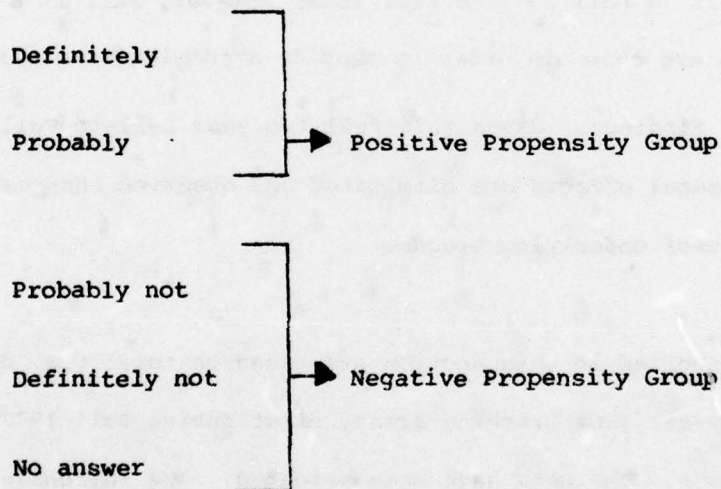 Definitely
Probably
Positive Propensity Group
Probably not
Definitely not
Negative Propensity Group
No answer